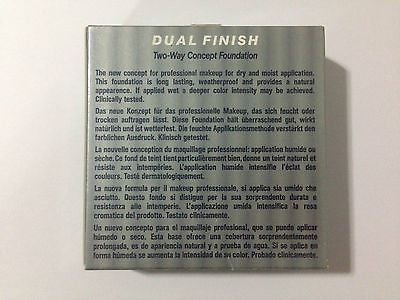 DUAL FINISH
Two-Way Concept Foundation
The new concept for professional makeup for dry and moist application.
This foundation is long lasting, weatherproof and provides a natural
appearence. If applied wet a deeper color intensity may be achieved.
Clinically tested.
Das neue Konzept für das professionelle Makeup, das sich feucht oder
trocken auftragen lässt. Diese Foundation hält überraschend gut, wirkt
natürlich und ist wetterfest. Die feuchte Applikationsmethode verstärkt den
farblichen Ausdruck. Klinisch getestet.
La nouvelle conception du maquillage professionnel: application humide ou
sèche. Ce fond de teint tient particulièrement bien, donne un teint naturel et
résiste aux intempéries. L'application humide intensifie l'éclat des
couleurs. Testé dermatologiquement.
La nuova formula per il makeup professionale, si applica sia umido che
asciotto. Questo fondo si distingue per la sua sorprendente durata e
resistenza all intemperie. L'applicazione umida intensifica la rosa
cromatica del prodotto. Testato clinicamente.
Un nuevo concepto para el maquillaje profesional, que se puede aplicar
húmedo o seco. Esta base ofrece una cobertura sorprendentemente
prolongada, es de apariencia natural y a prueba de agua. Si se aplica en
forma húmeda se aumenta la intensidad de su color. Probado clinicamente.